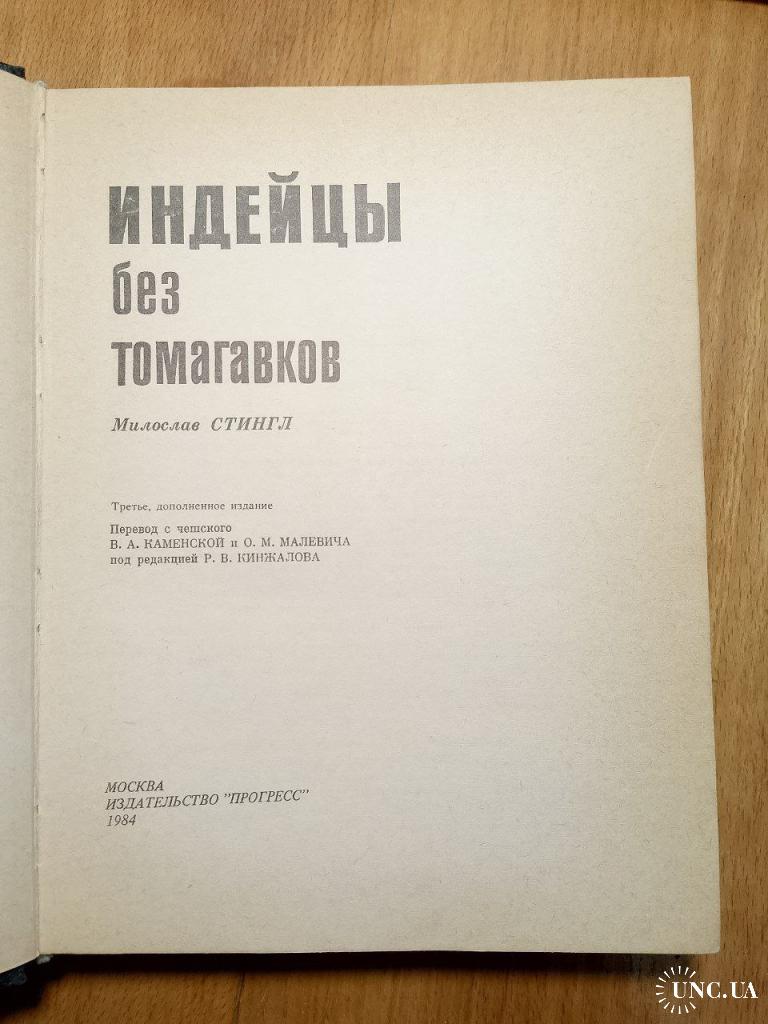 ИНДЕЙЦЫ
без
томагавков
Милослав СТИНГЛ
Третье, дополненное издание
Перевод с чешского
В. А. КАМЕНСКОЙ и О. М. МАЛЕВИЧА
под редакцией Р. В. КИНЖАЛОВА
МОСКВА
ИЗДАТЕЛЬСТВО "ПРОГРЕСС"
1984
UNC.UA